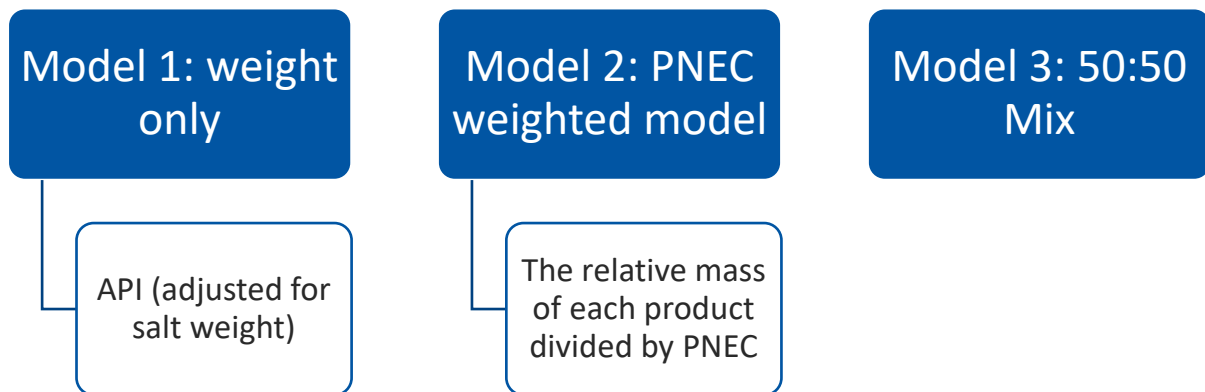 Model 1: weight
only
API (adjusted for
salt weight)
Model 2: PNEC
weighted model
The relative mass
of each product
divided by PNEC
Model 3: 50:50
Mix